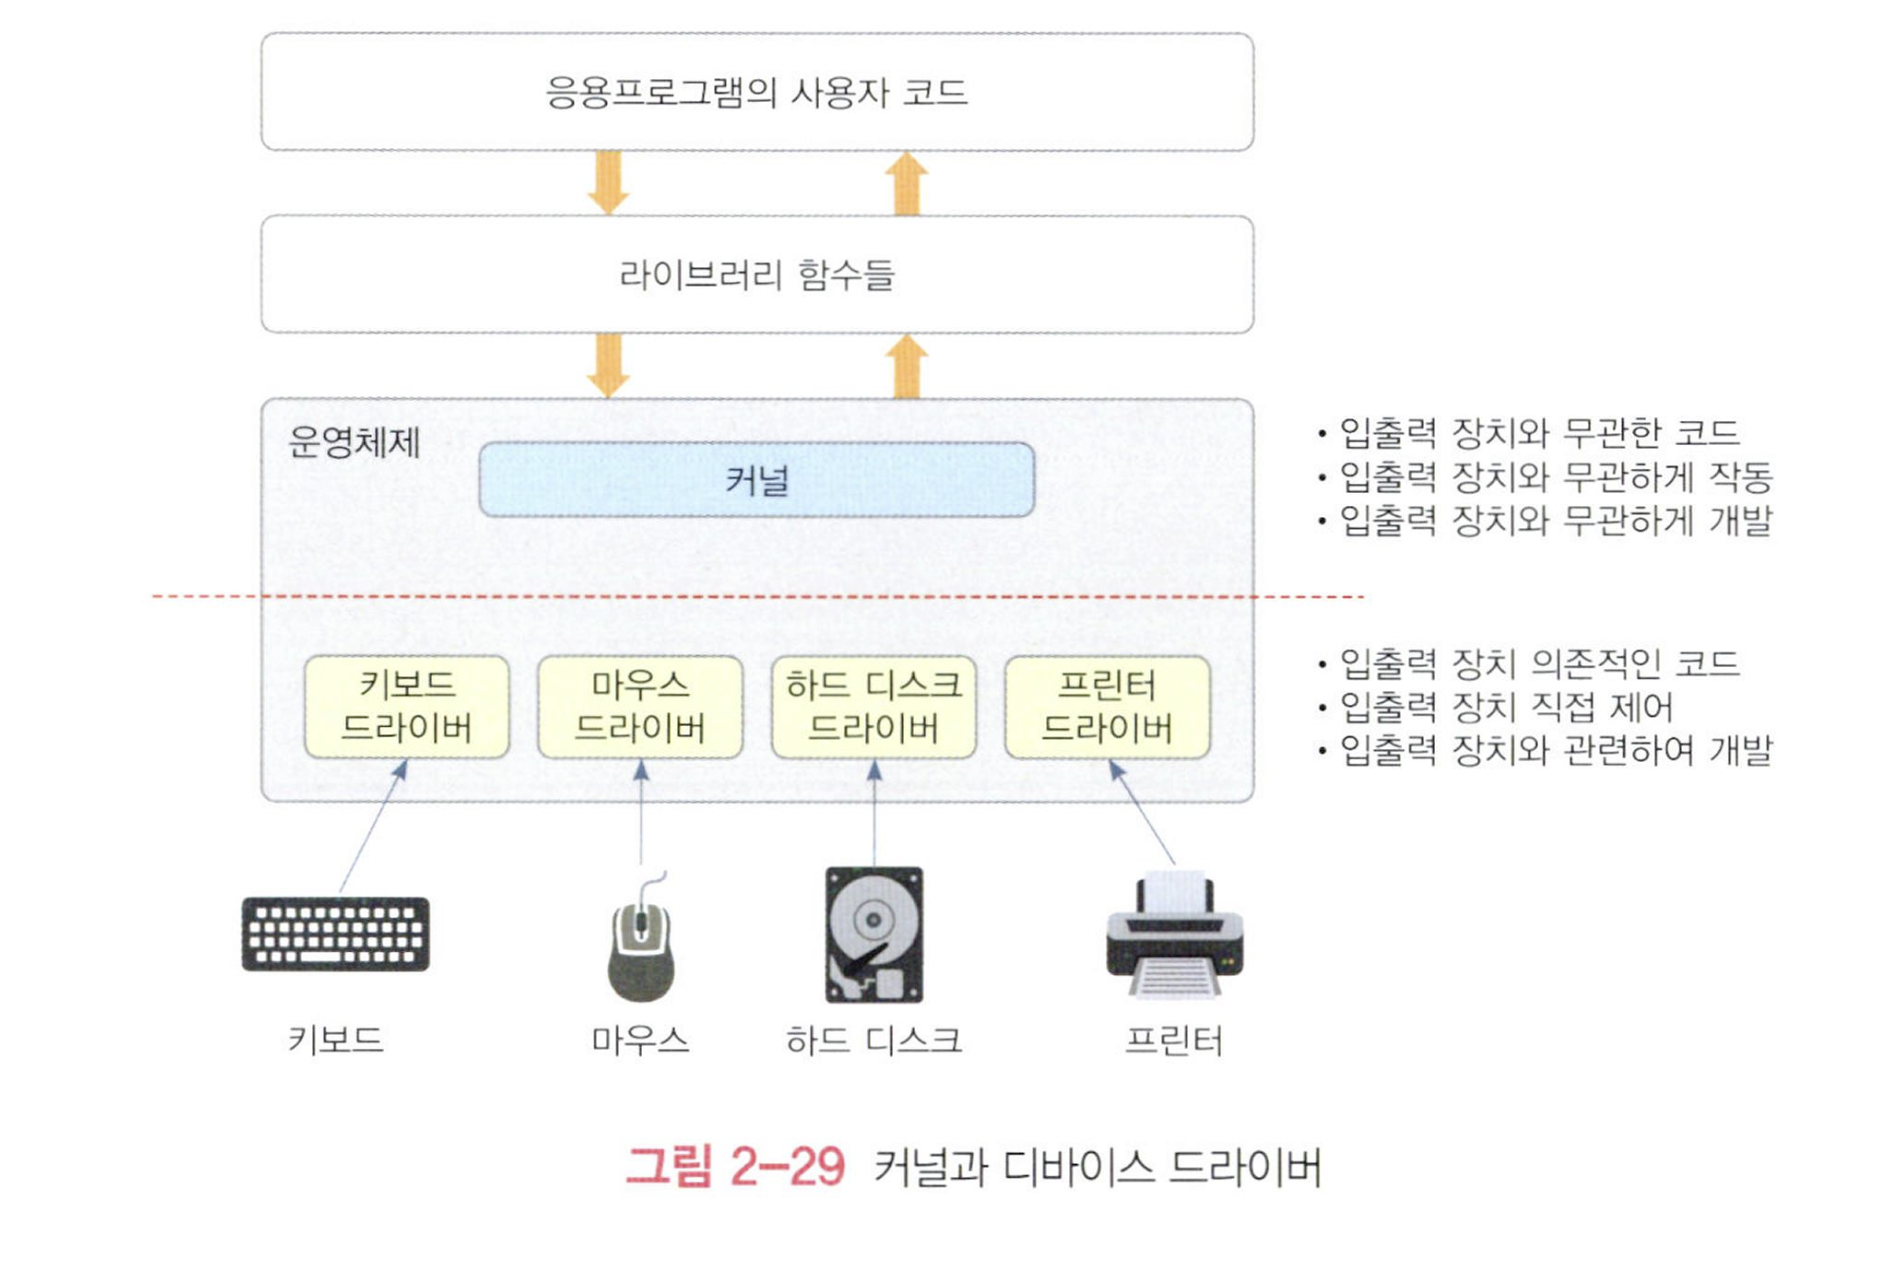 응용프로그램의 사용자 코드
라이브러리 함수들
운영체제
커널
• 입출력 장치와 무관한 코드
• 입출력 장치와 무관하게 작동
• 입출력 장치와 무관하게 개발
키보드
드라이버
마우스
드라이버
하드 디스크
드라이버
프린터
드라이버
• 입출력 장치 의존적인 코드
• 입출력 장치 직접 제어
• 입출력 장치와 관련하여 개발
키보드
마우스
하드 디스크
프린터
그림 2-29 커널과 디바이스 드라이버